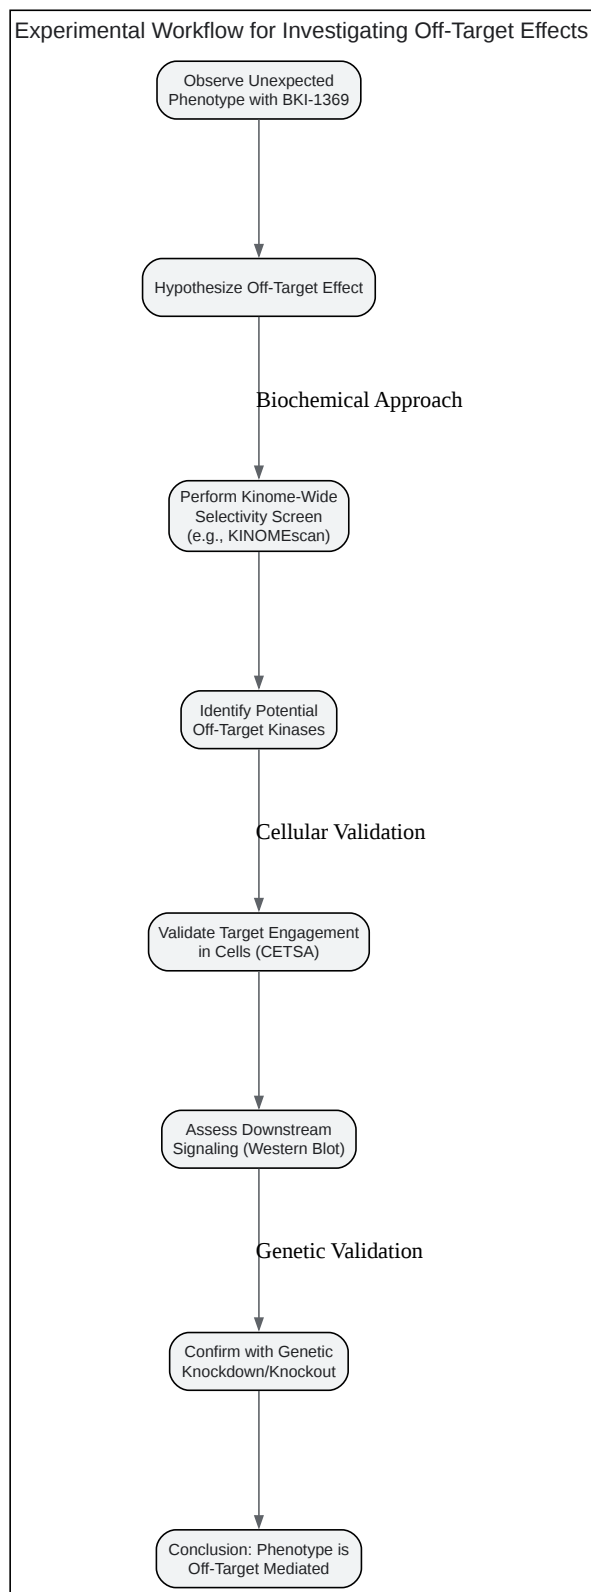 Experimental Workflow for Investigating Off-Target Effects
Observe Unexpected
Phenotype with BKI-1369
Hypothesize Off-Target Effect
Biochemical Approach
Perform Kinome-Wide
Selectivity Screen
(e.g., KINOMEscan)
Identify Potential
Off-Target Kinases
Cellular Validation
Validate Target Engagement
in Cells (CETSA)
Assess Downstream
Signaling (Western Blot)
Genetic Validation
Confirm with Genetic
Knockdown/Knockout
Conclusion: Phenotype is
Off-Target Mediated